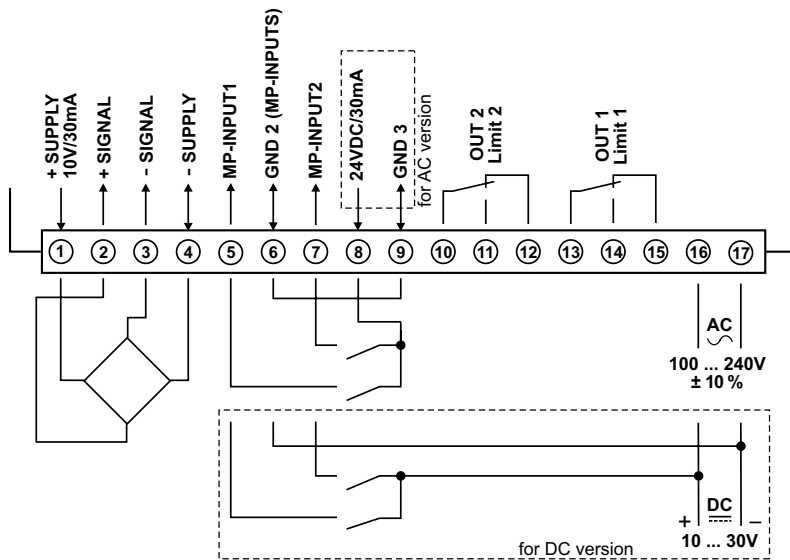 + SUPPLY
10V/30mA
+ SIGNAL
- SIGNAL
- SUPPLY
MP-INPUT1
GND 2 (MP-INPUTS)
MP-INPUT2
24VDC/30mA
GND 3
for AC version
OUT 2
Limit 2
OUT 1
Limit 1
1 2 3 4 5 6 7 8 9 10 11 12 13 14 15 16 17
AC
100 ... 240V
± 10 %
+ DC –
10 ... 30V
for DC version